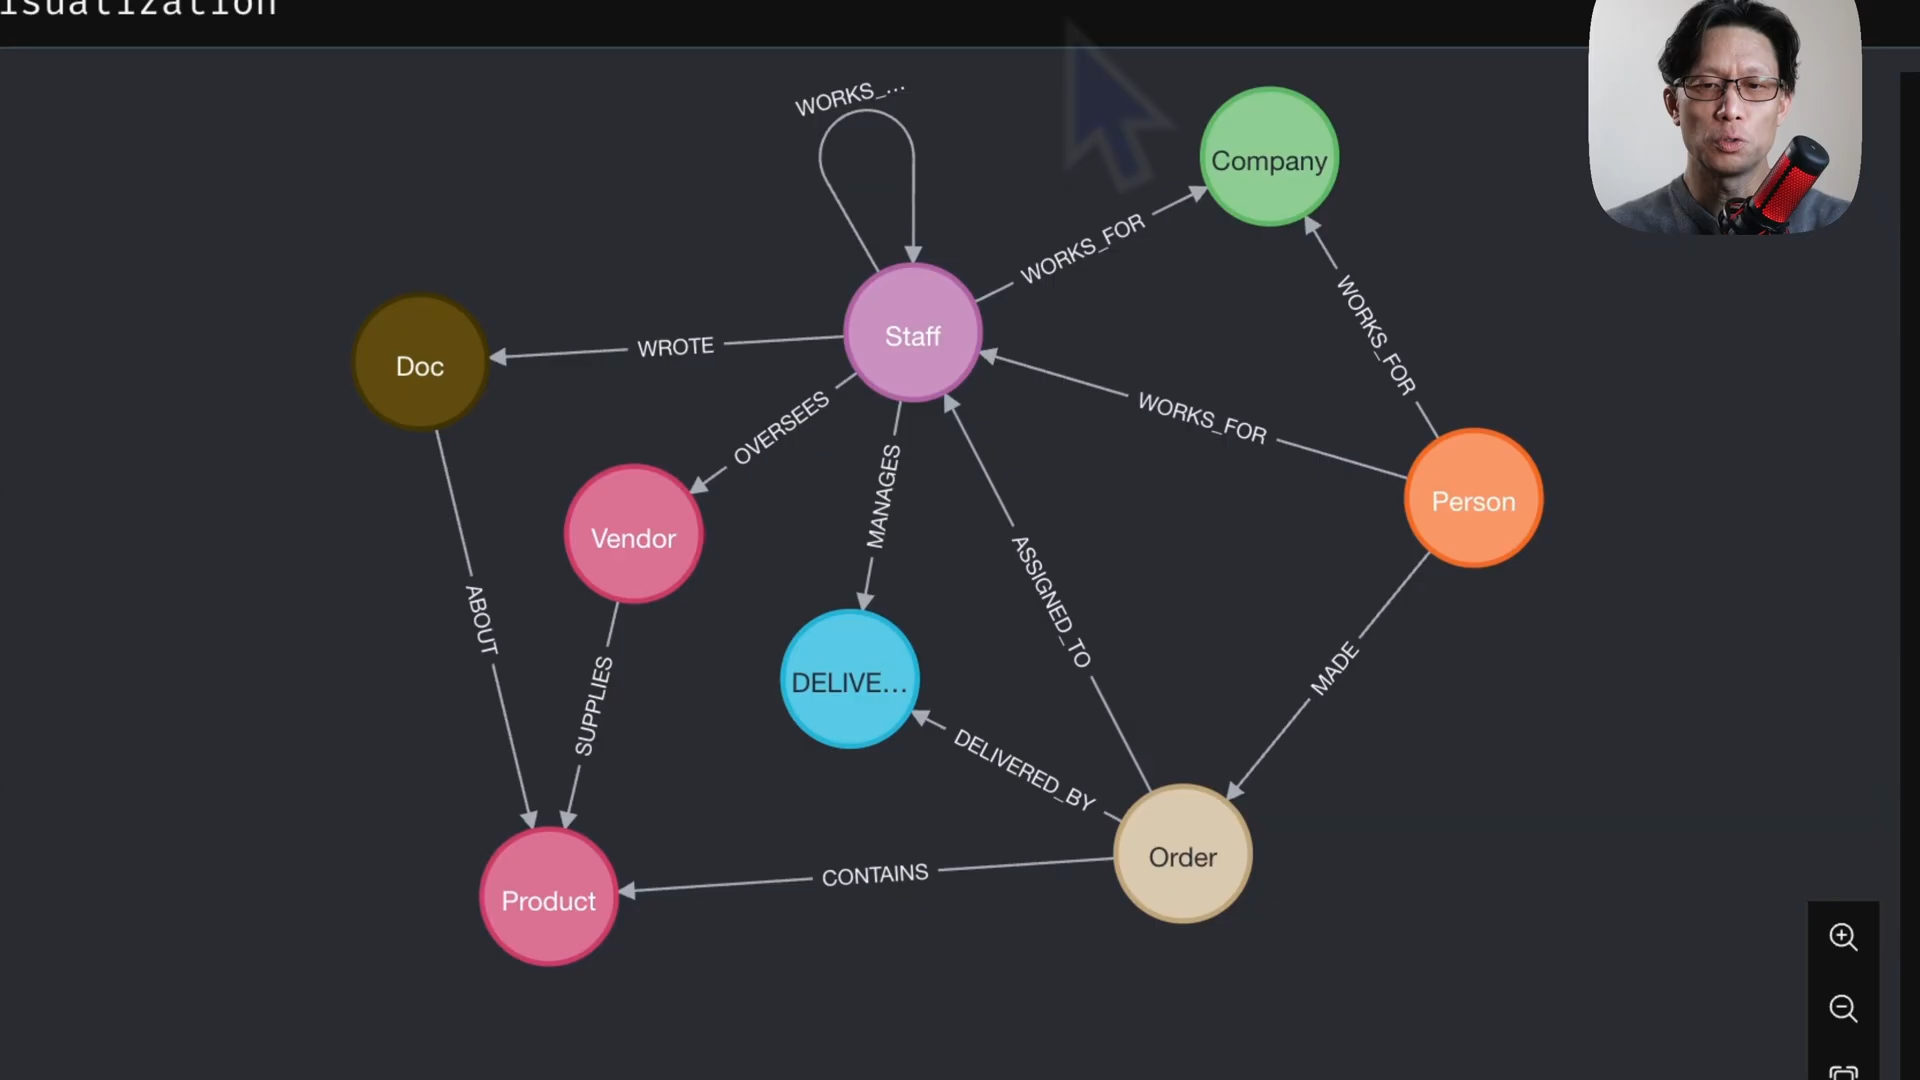 isualization
WORKS_...
Company
WORKS_FOR
Staff
WORKS_FOR
Doc
WROTE
OVERSEES
WORKS_FOR
MANAGES
Person
Vendor
ABOUT
ASSIGNED_TO
SUPPLIES
MADE
DELIVE...
DELIVERED_BY
Order
CONTAINS
Product